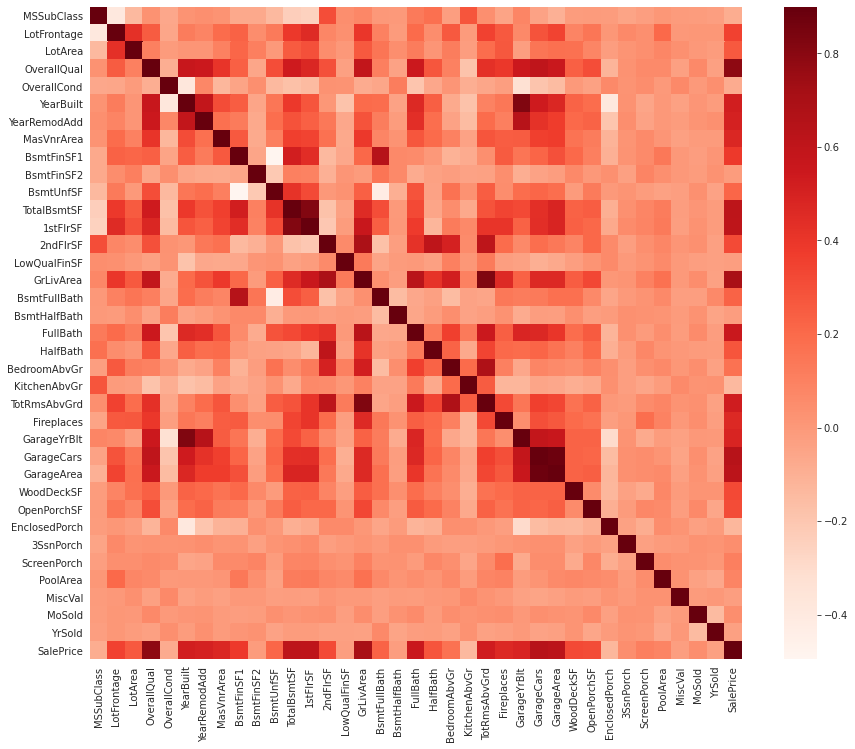 MSSubClass
LotFrontage
LotArea
OverallQual
OverallCond
YearBuilt
YearRemodAdd
MasVnrArea
BsmtFinSF1
BsmtFinSF2
BsmtUnfSF
TotalBsmtSF
1stFlrSF
2ndFlrSF
LowQualFinSF
GrLivArea
BsmtFullBath
BsmtHalfBath
FullBath
HalfBath
BedroomAbvGr
KitchenAbvGr
TotRmsAbvGrd
Fireplaces
GarageYrBlt
GarageCars
GarageArea
WoodDeckSF
OpenPorchSF
EnclosedPorch
3SsnPorch
ScreenPorch
PoolArea
MiscVal
MoSold
YrSold
SalePrice
MSSubClass
LotFrontage
LotArea
OverallQual
OverallCond
YearBuilt
YearRemodAdd
MasVnrArea
BsmtFinSF1
BsmtFinSF2
BsmtUnfSF
TotalBsmtSF
1stFlrSF
2ndFlrSF
LowQualFinSF
GrLivArea
BsmtFullBath
BsmtHalfBath
FullBath
HalfBath
BedroomAbvGr
KitchenAbvGr
TotRmsAbvGrd
Fireplaces
GarageYrBlt
GarageCars
GarageArea
WoodDeckSF
OpenPorchSF
EnclosedPorch
3SsnPorch
ScreenPorch
PoolArea
MiscVal
MoSold
YrSold
SalePrice
0.8
0.6
0.4
0.2
0.0
−0.2
−0.4